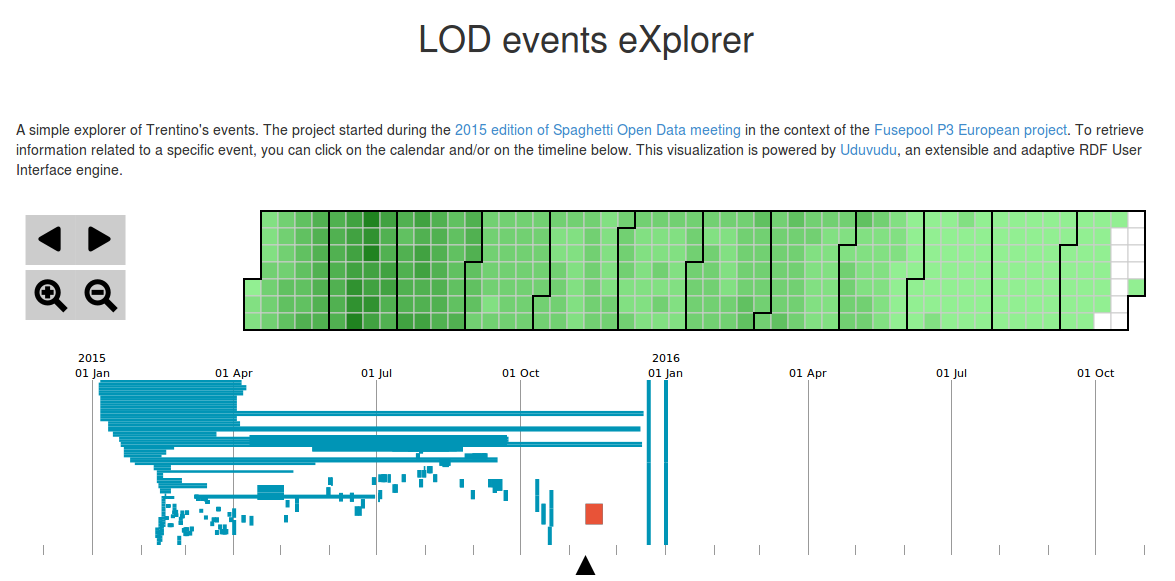 LOD events eXplorer
A simple explorer of Trentino's events. The project started during the 2015 edition of Spaghetti Open Data meeting in the context of the Fusepool P3 European project. To retrieve
information related to a specific event, you can click on the calendar and/or on the timeline below. This visualization is powered by Uduvudu, an extensible and adaptive RDF User
Interface engine.
2015 2016
01 Jan 01 Apr 01 Jul 01 Oct 01 Jan 01 Apr 01 Jul 01 Oct